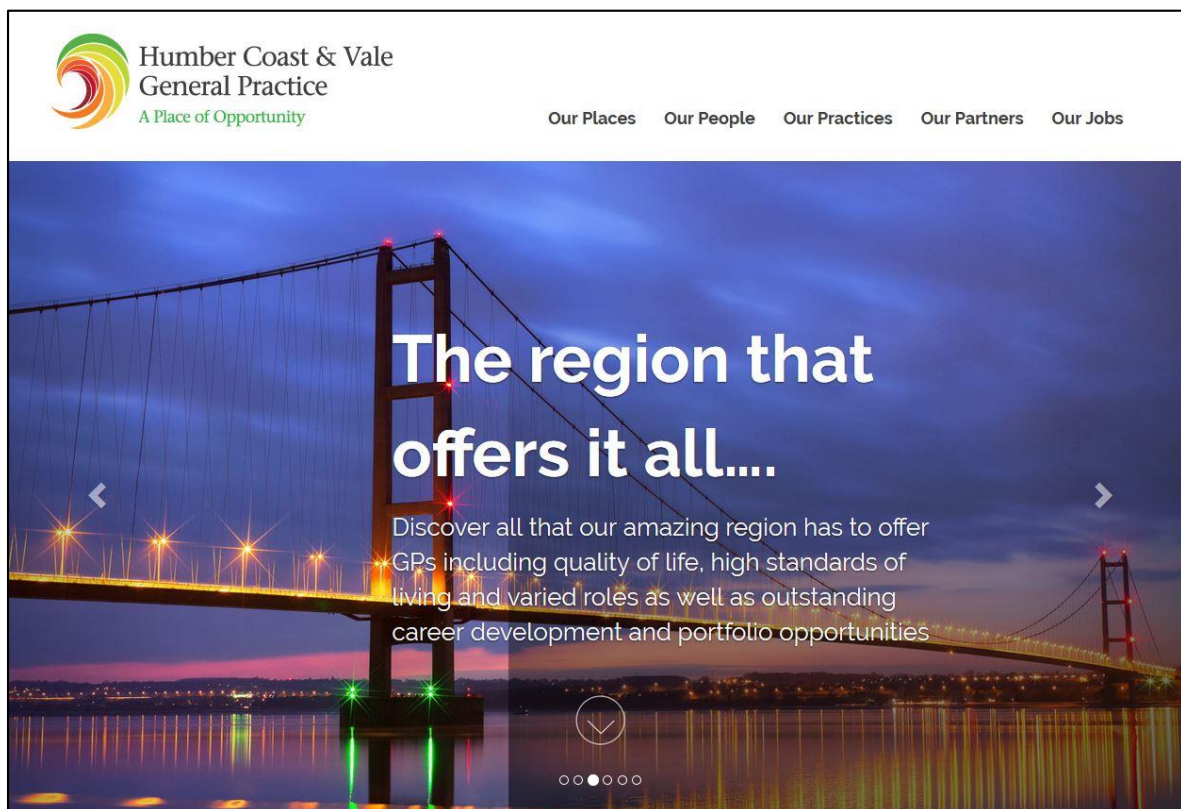 Humber Coast & Vale
General Practice
A Place of Opportunity
Our Places Our People Our Practices Our Partners Our Jobs
The region that
offers it all....
Discover all that our amazing region has to offer
GPs including quality of life, high standards of
living and varied roles as well as outstanding
career development and portfolio opportunities